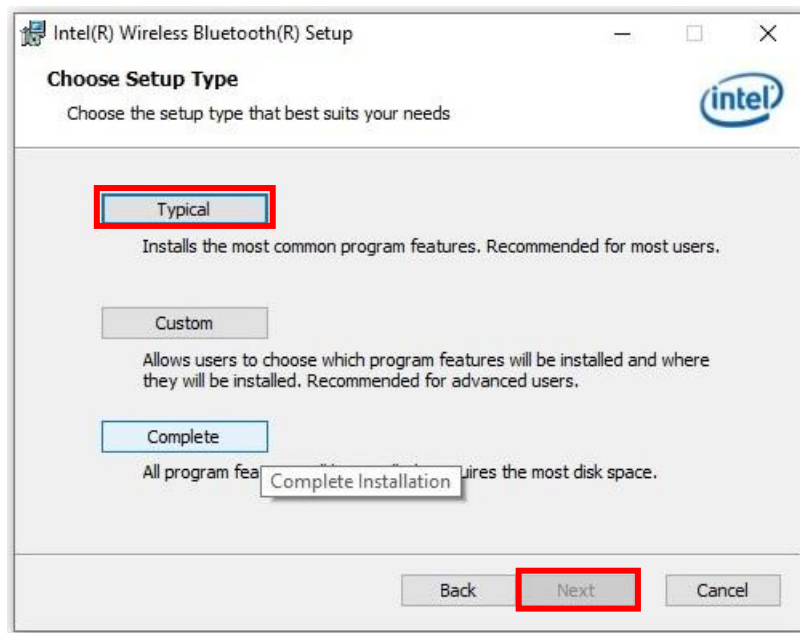 Intel(R) Wireless Bluetooth(R) Setup
Choose Setup Type
Choose the setup type that best suits your needs
intel
Typical
Installs the most common program features. Recommended for most users.
Custom
Allows users to choose which program features will be installed and where
they will be installed. Recommended for advanced users.
Complete
All program fea uires the most disk space.
Complete Installation
Back Next Cancel